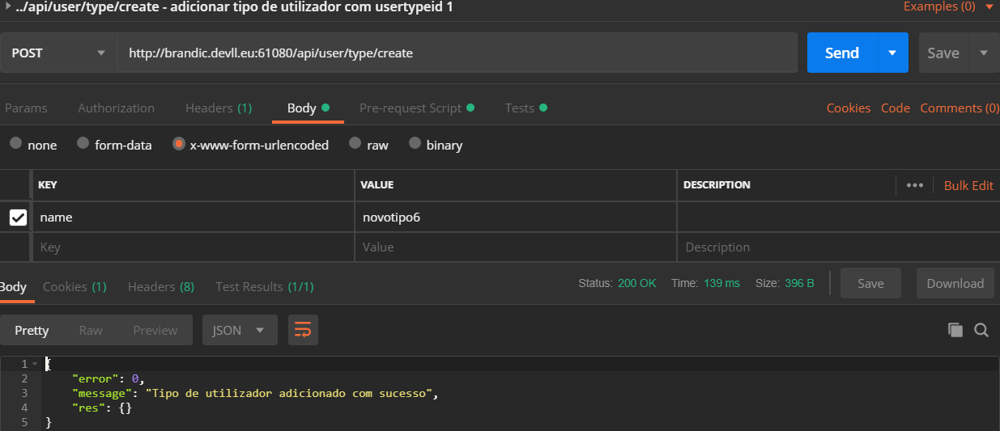 ../api/user/type/create - adicionar tipo de utilizador com usertypeid 1
Examples (0)
POST
http://brandic.devll.eu:61080/api/user/type/create
Send
Save
Params
Authorization
Headers (1)
Body
Pre-request Script
Tests
Cookies
Code
Comments (0)
none
form-data
x-www-form-urlencoded
raw
binary
KEY
VALUE
DESCRIPTION
•••
Bulk Edit
name
novotipo6
Key
Value
Description
Body
Cookies (1)
Headers (8)
Test Results (1/1)
Status: 200 OK
Time: 139 ms
Size: 396 B
Save
Download
Pretty
Raw
Preview
JSON
1 {
2 "error": 0,
3 "message": "Tipo de utilizador adicionado com sucesso",
4 "res": {}
5 }